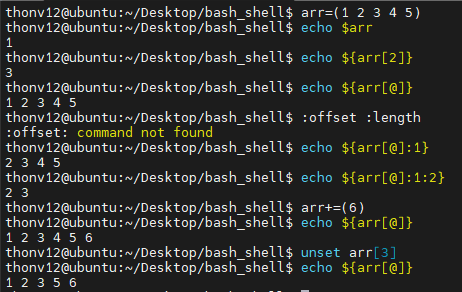 thonv12@ubuntu:~/Desktop/bash_shell$ arr=(1 2 3 4 5)
thonv12@ubuntu:~/Desktop/bash_shell$ echo $arr
1
thonv12@ubuntu:~/Desktop/bash_shell$ echo ${arr[2]}
3
thonv12@ubuntu:~/Desktop/bash_shell$ echo ${arr[@]}
1 2 3 4 5
thonv12@ubuntu:~/Desktop/bash_shell$ :offset :length
:offset: command not found
thonv12@ubuntu:~/Desktop/bash_shell$ echo ${arr[@]:1}
2 3 4 5
thonv12@ubuntu:~/Desktop/bash_shell$ echo ${arr[@]:1:2}
2 3
thonv12@ubuntu:~/Desktop/bash_shell$ arr+=(6)
thonv12@ubuntu:~/Desktop/bash_shell$ echo ${arr[@]}
1 2 3 4 5 6
thonv12@ubuntu:~/Desktop/bash_shell$ unset arr[3]
thonv12@ubuntu:~/Desktop/bash_shell$ echo ${arr[@]}
1 2 3 5 6